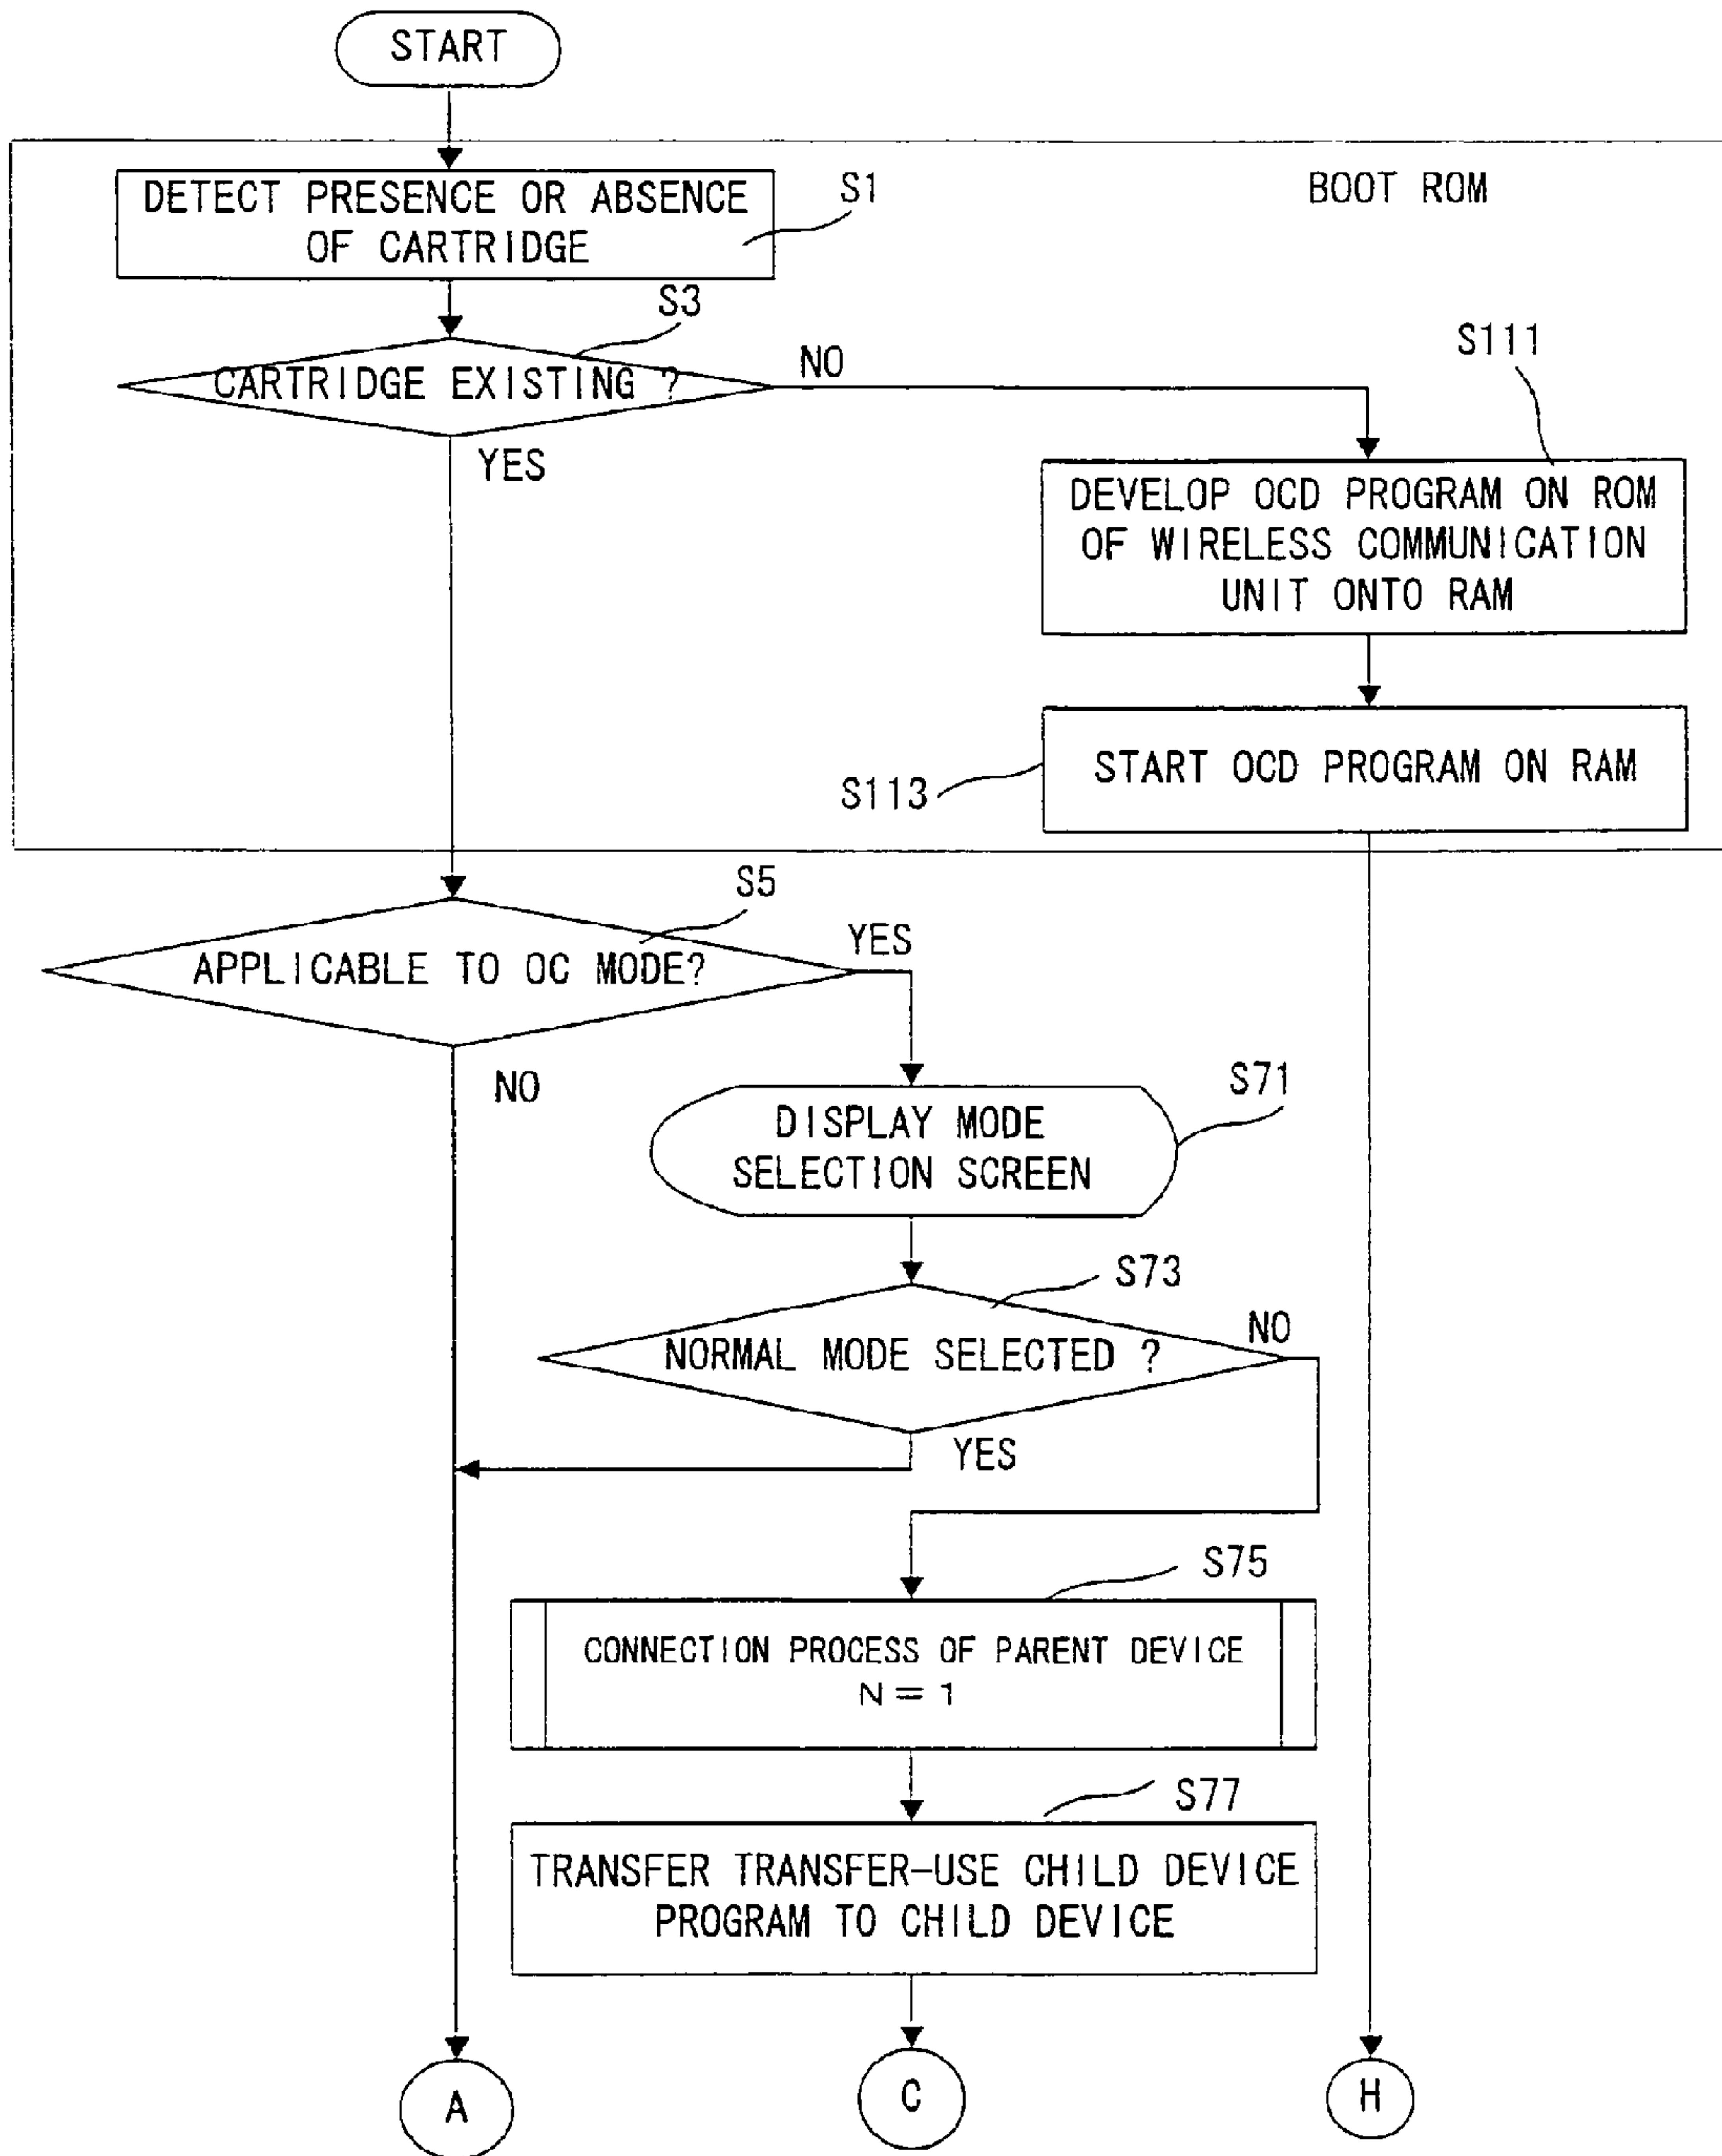 START
DETECT PRESENCE OR ABSENCE
OF CARTRIDGE
S1
BOOT ROM
S3
CARTRIDGE EXISTING ?
NO
YES
S111
DEVELOP OCD PROGRAM ON ROM
OF WIRELESS COMMUNICATION
UNIT ONTO RAM
START OCD PROGRAM ON RAM
S113
S5
APPLICABLE TO OC MODE?
YES
NO
S71
DISPLAY MODE
SELECTION SCREEN
S73
NORMAL MODE SELECTED ?
NO
YES
S75
CONNECTION PROCESS OF PARENT DEVICE
N = 1
S77
TRANSFER TRANSFER-USE CHILD DEVICE
PROGRAM TO CHILD DEVICE
A
C
H